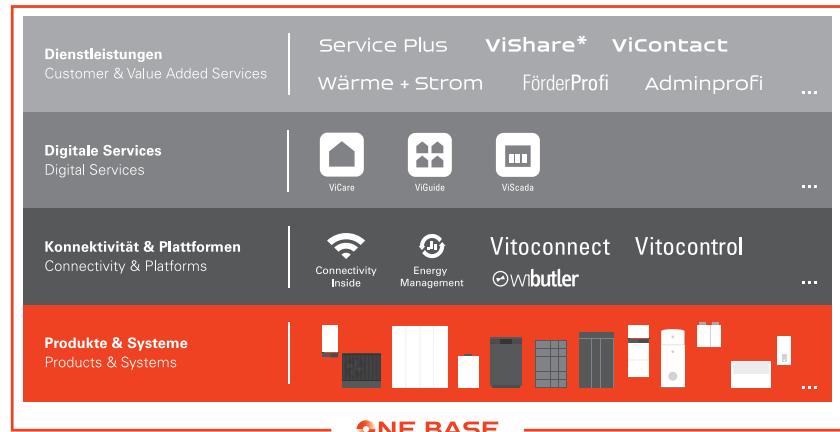 Dienstleistungen
Customer & Value Added Services
Service Plus ViShare* ViContact
Wärme + Strom FörderProfi Adminprofi ...
Digitale Services
Digital Services
ViCare ViGuide ViScada
...
Konnektivität & Plattformen
Connectivity & Platforms
Connectivity Inside
Energy Management
Vitoconnect Vitocontrol
wibutler
...
Produkte & Systeme
Products & Systems
...
ONE BASE